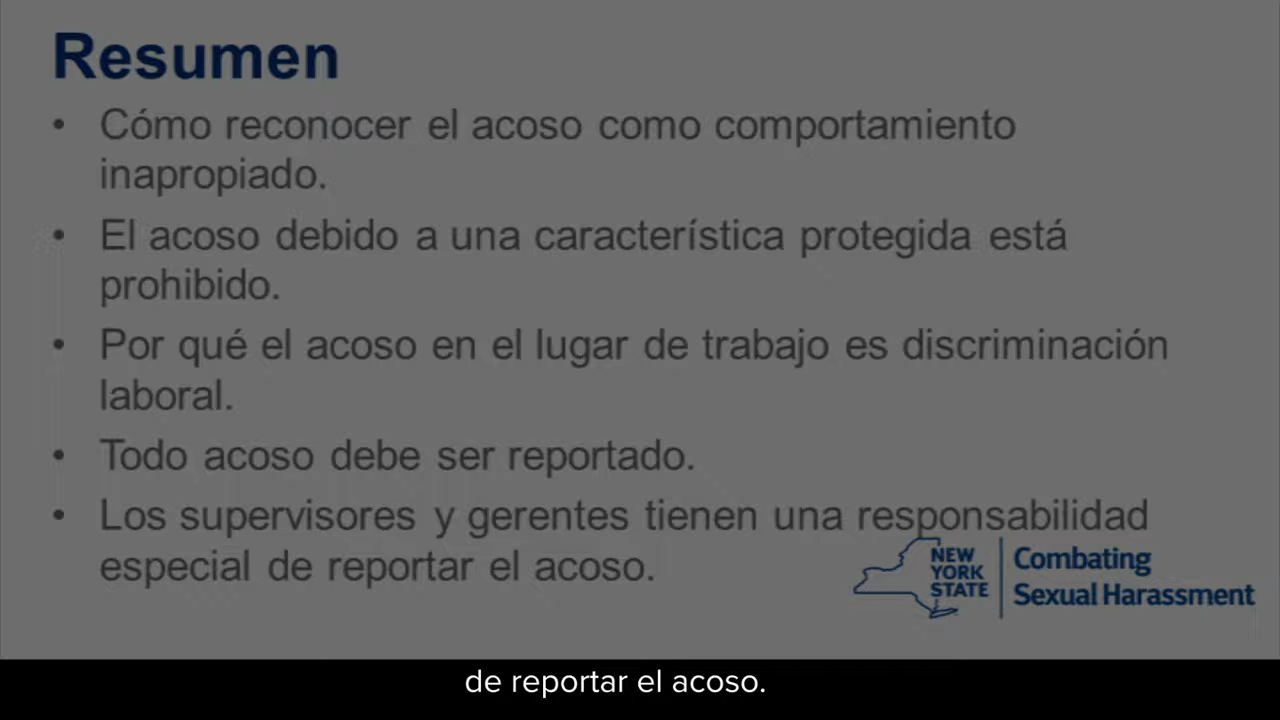 Resumen
• Cómo reconocer el acoso como comportamiento
inapropiado.
• El acoso debido a una característica protegida está
prohibido.
• Por qué el acoso en el lugar de trabajo es discriminación
laboral.
• Todo acoso debe ser reportado.
• Los supervisores y gerentes tienen una responsabilidad
especial de reportar el acoso.
NEW
YORK
STATE
Combating
Sexual Harassment
de reportar el acoso.